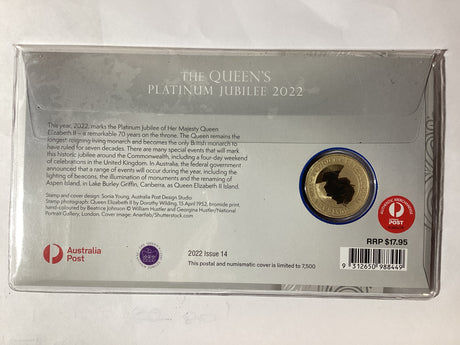 THE QUEEN'S
PLATINUM JUBILEE 2022
This year, 2022, marks the Platinum Jubilee of Her Majesty Queen
Elizabeth II – a remarkable 70 years on the throne. The Queen remains the
longest reigning living monarch and becomes the only British monarch to
have ruled for seven decades. There are many special events that will mark
this historic jubilee around the Commonwealth, including a four-day weekend
of celebrations in the United Kingdom. In Australia, the federal government
announced that a range of events will occur during the year, including the
lighting of beacons, the illumination of monuments and the renaming of
Aspen Island, in Lake Burley Griffin, Canberra, as Queen Elizabeth II Island.
Stamp and cover design: Sonia Young, Australia Post Design Studio
Stamp photograph: Queen Elizabeth II by Dorothy Wilding, 15 April 1952, bromide print,
hand-coloured by Beatrice Johnson © William Hustler and Georgina Hustler/National
Portrait Gallery, London. Cover image: Anartfab/Shutterstock.com
AUTHENTIC MERCHANDISE
POST
Australia
Post
2022 Issue 14
This postal and numismatic cover is limited to 7,500
RRP $17.95
9 312650 988449